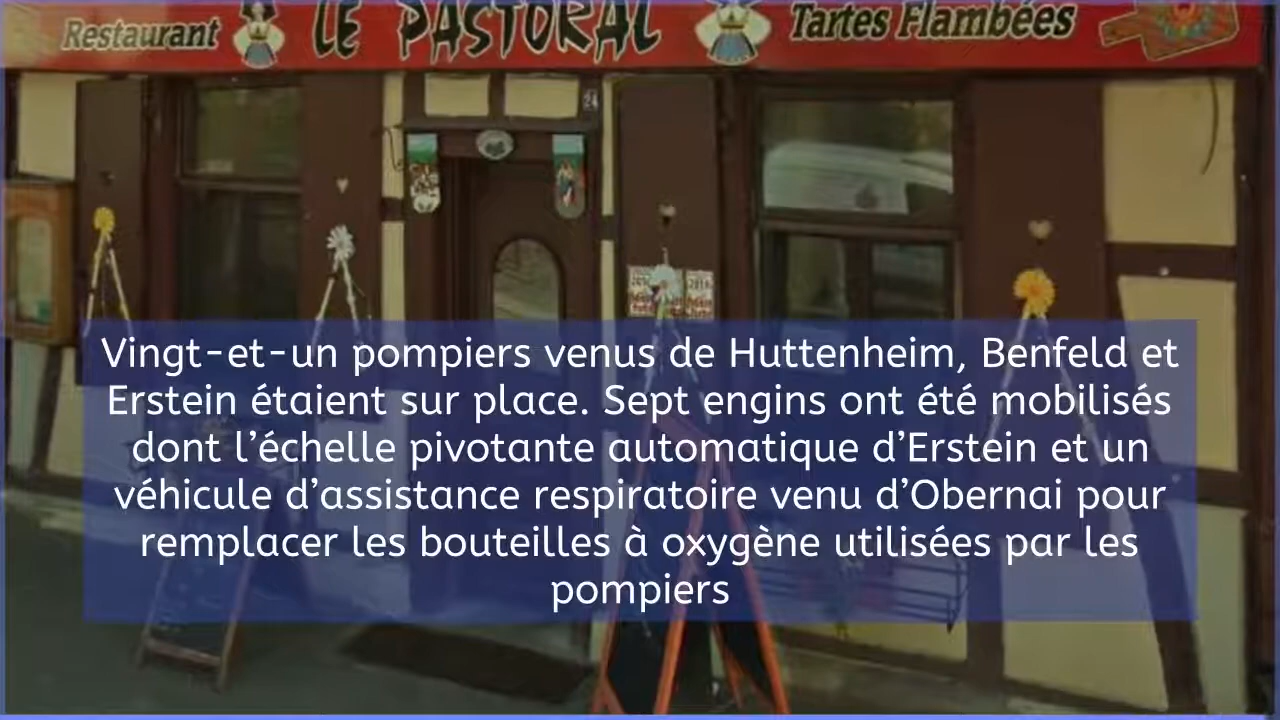 Restaurant LE PASTORAL Tartes Flambées
24
Vingt-et-un pompiers venus de Huttenheim, Benfeld et
Erstein étaient sur place. Sept engins ont été mobilisés
dont l’échelle pivotante automatique d’Erstein et un
véhicule d’assistance respiratoire venu d’Obernai pour
remplacer les bouteilles à oxygène utilisées par les
pompiers